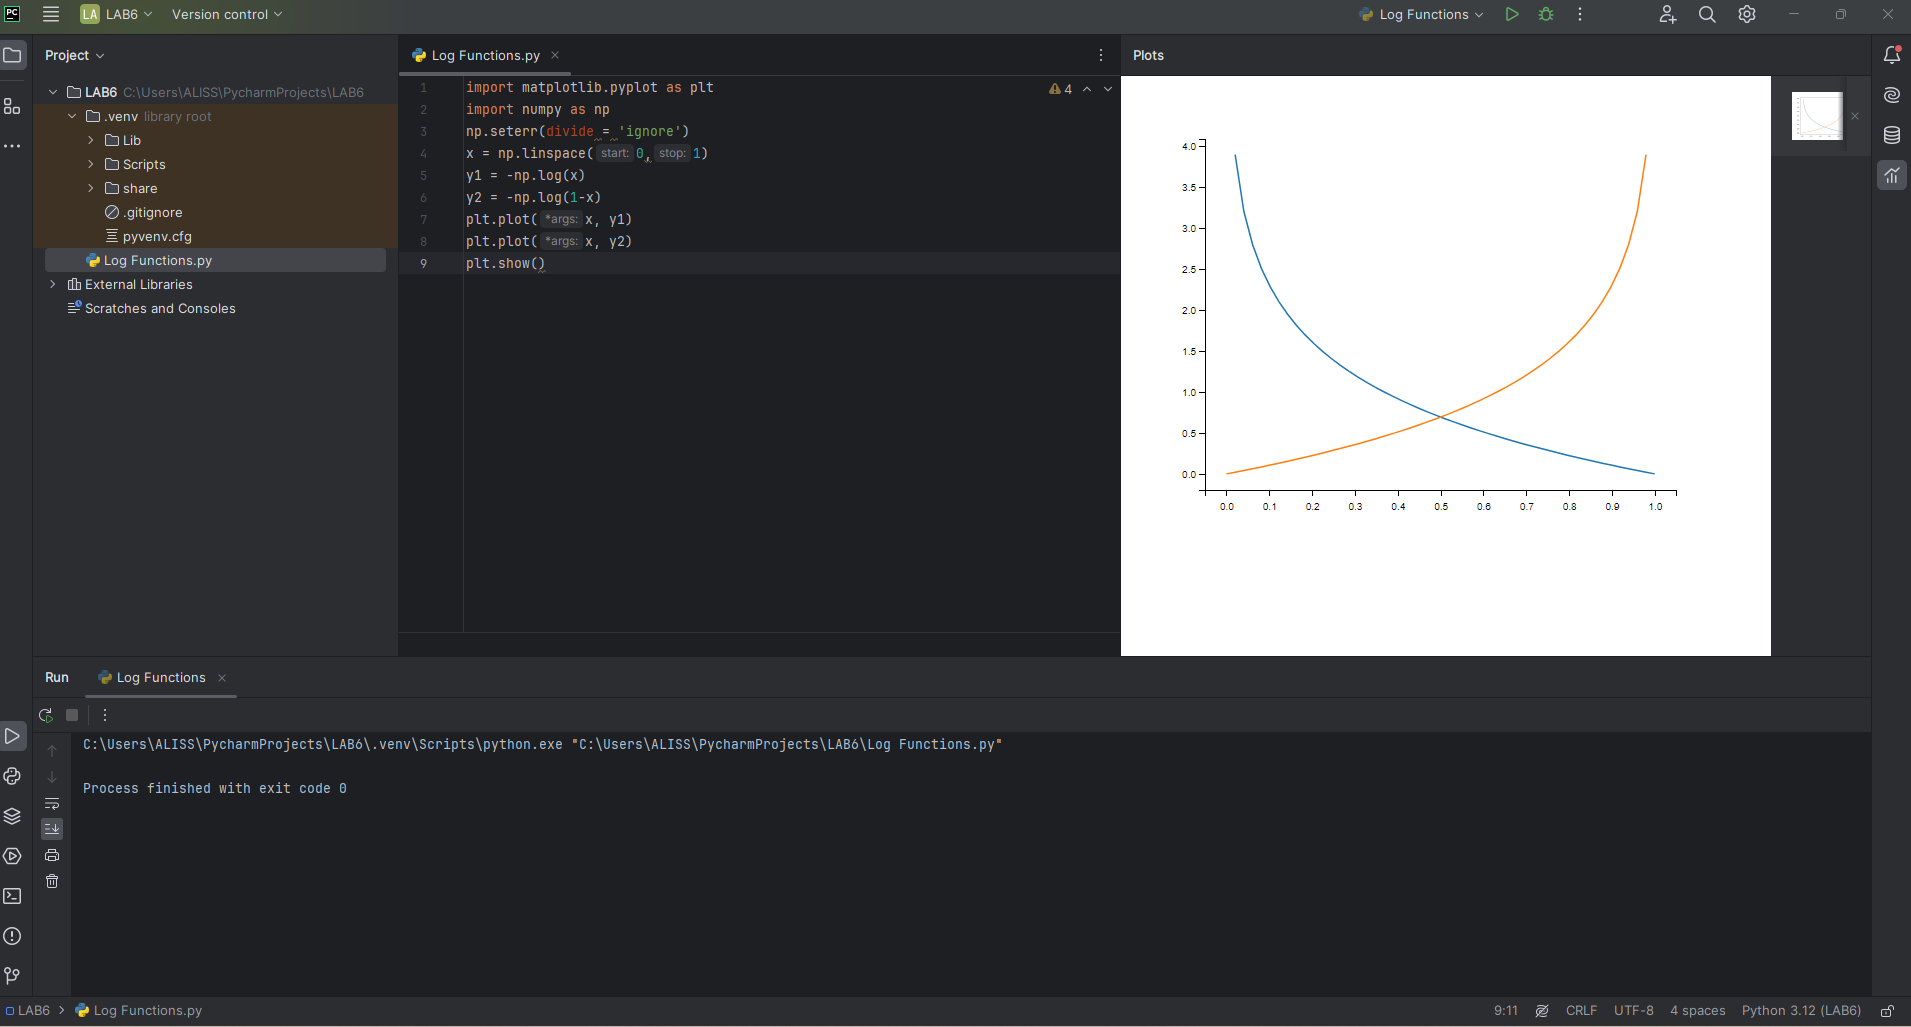 PC LA LAB6 Version control Log Functions
Project
LAB6 C:\Users\ALISS\PycharmProjects\LAB6
.venv library root
Lib
Scripts
share
.gitignore
pyvenv.cfg
Log Functions.py
External Libraries
Scratches and Consoles
Log Functions.py
4
1 import matplotlib.pyplot as plt
2 import numpy as np
3 np.seterr(divide = 'ignore')
4 x = np.linspace( start: 0, stop: 1)
5 y1 = -np.log(x)
6 y2 = -np.log(1-x)
7 plt.plot( *args: x, y1)
8 plt.plot( *args: x, y2)
9 plt.show()
Plots
4.0
3.5
3.0
2.5
2.0
1.5
1.0
0.5
0.0
0.0 0.1 0.2 0.3 0.4 0.5 0.6 0.7 0.8 0.9 1.0
Run Log Functions
C:\Users\ALISS\PycharmProjects\LAB6\.venv\Scripts\python.exe "C:\Users\ALISS\PycharmProjects\LAB6\Log Functions.py"
Process finished with exit code 0
LAB6 Log Functions.py 9:11 CRLF UTF-8 4 spaces Python 3.12 (LAB6)